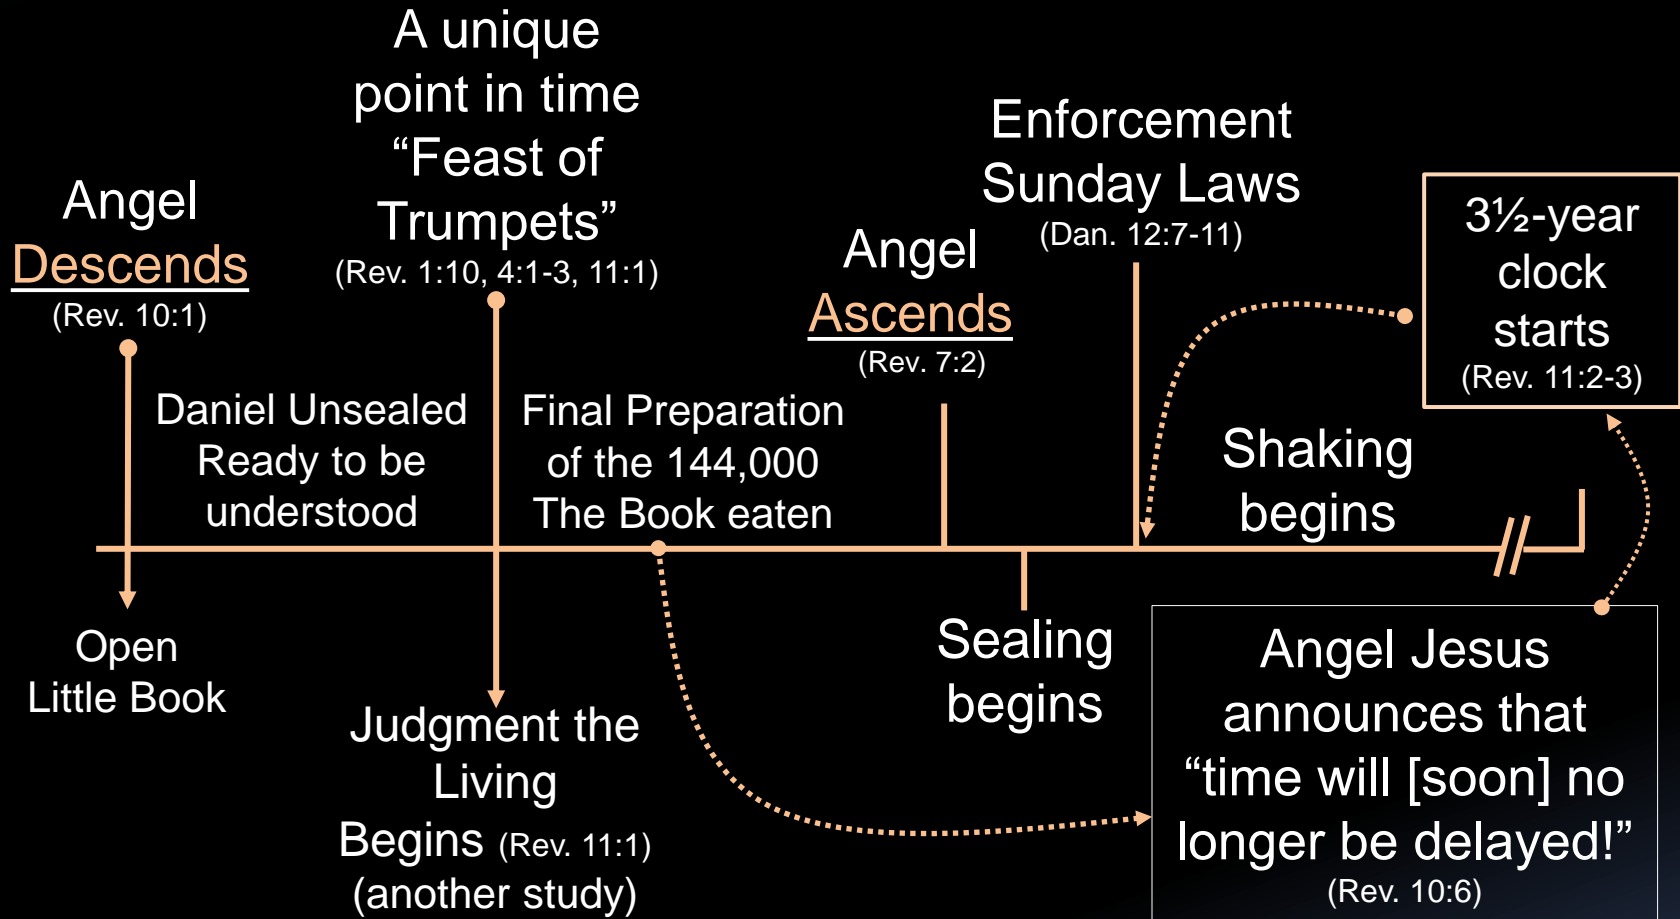 Angel
Descends
(Rev. 10:1)
A unique
point in time
“Feast of
Trumpets”
(Rev. 1:10, 4:1-3, 11:1)
Angel
Ascends
(Rev. 7:2)
Enforcement
Sunday Laws
(Dan. 12:7-11)
3½-year
clock
starts
(Rev. 11:2-3)
Daniel Unsealed
Ready to be
understood
Final Preparation
of the 144,000
The Book eaten
Shaking
begins
Open
Little Book
Judgment the
Living
Begins (Rev. 11:1)
(another study)
Sealing
begins
Angel Jesus
announces that
“time will [soon] no
longer be delayed!”
(Rev. 10:6)